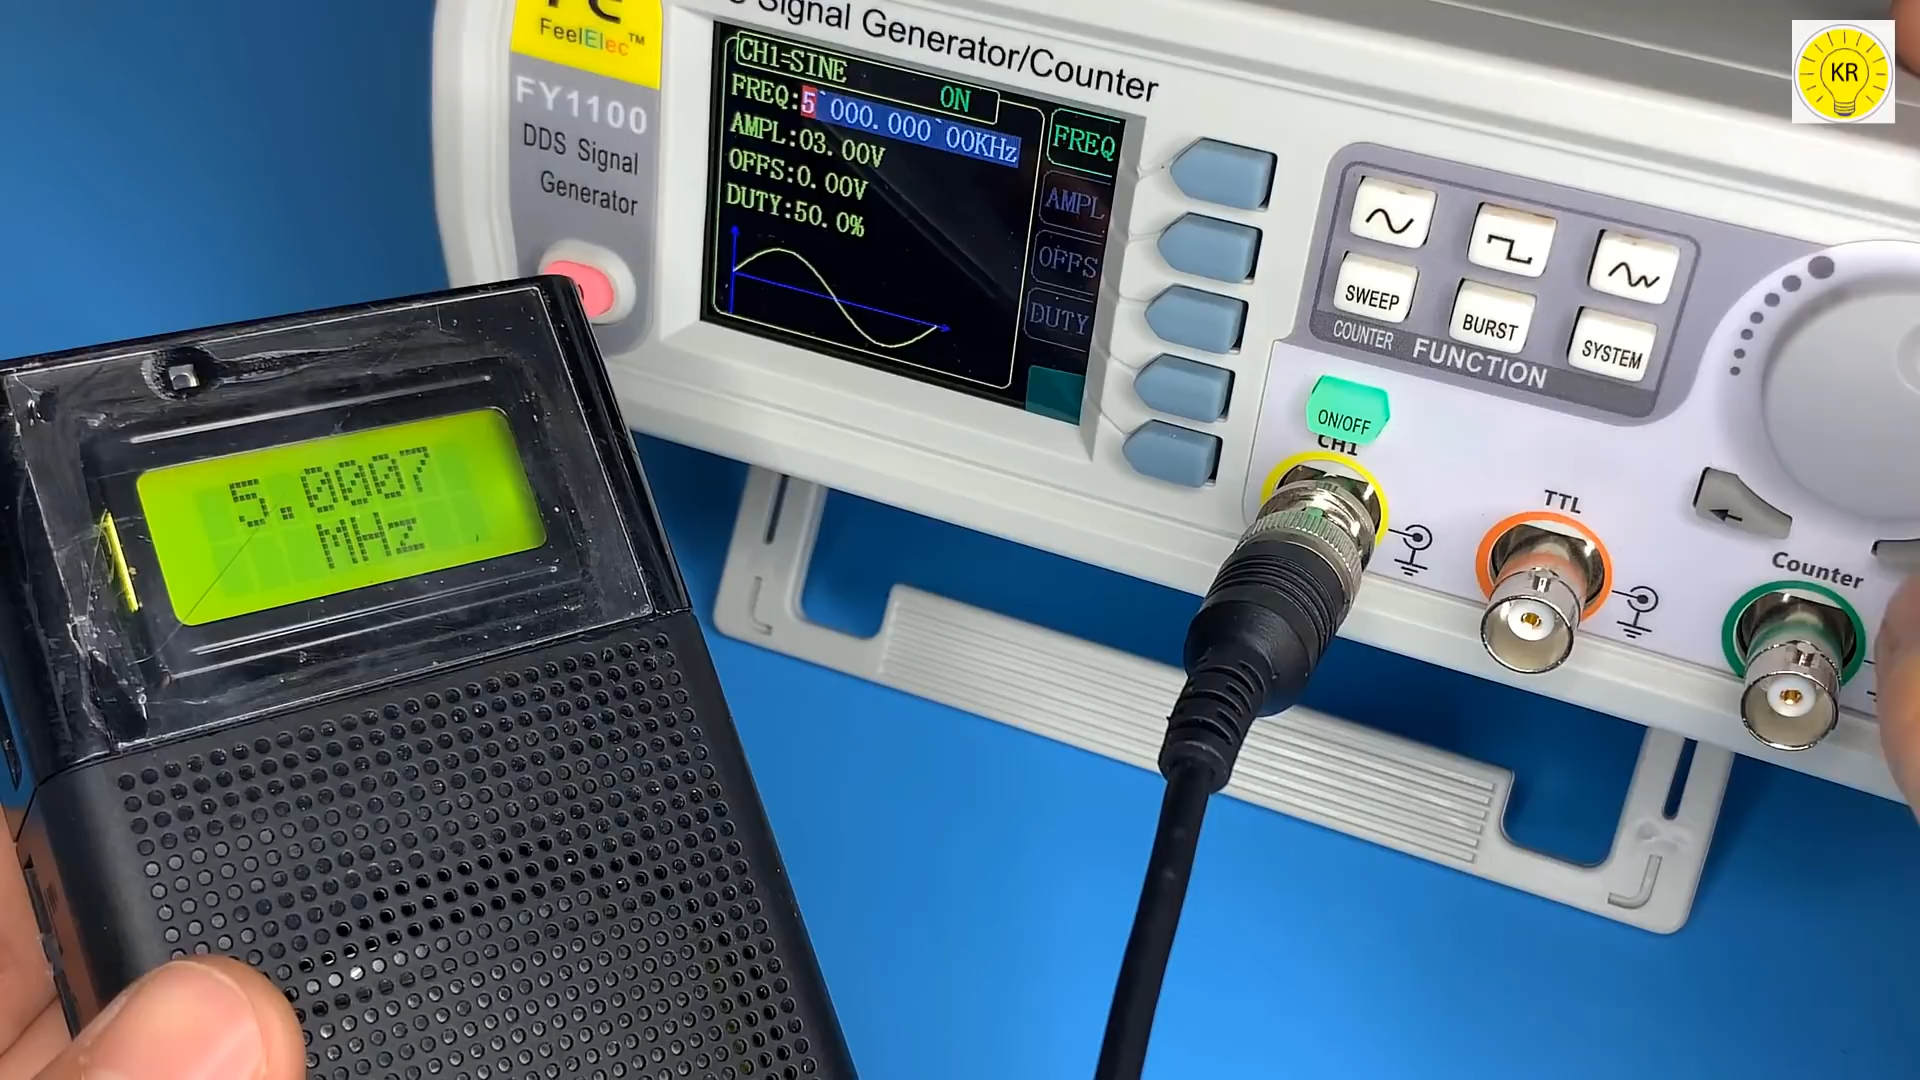 FeelElec™
FY1100
DDS Signal
Generator
Signal Generator/Counter
CH1-SINE
ON
FREQ:5`000.000`00KHz
AMPL:03.00V
OFFS:0.00V
DUTY:50.0%
FREQ
AMPL
OFFS
DUTY
SWEEP
COUNTER
BURST
SYSTEM
FUNCTION
ON/OFF
CH1
TTL
Counter
5.0007
MHz
KR